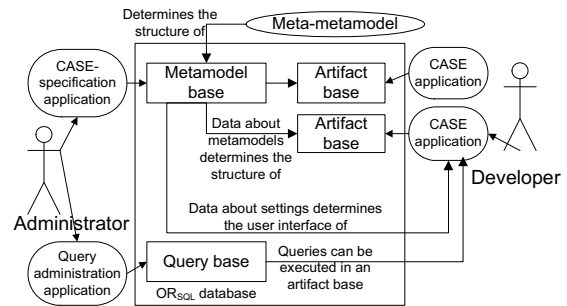 Determines the
structure of
Meta-metamodel
CASE-
specification
application
Metamodel
base
Artifact
base
CASE
application
Data about
metamodels
determines the
structure of
Artifact
base
CASE
application
Administrator
Developer
Data about settings determines
the user interface of
Query
administration
application
Query base
Queries can be
executed in an
artifact base
ORSQL database